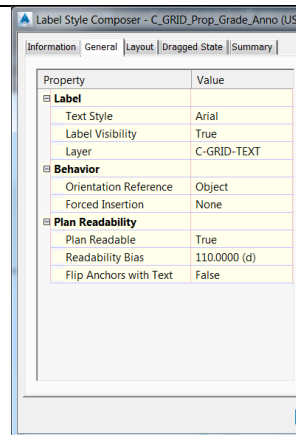 Label Style Composer - C_GRID_Prop_Grade_Anno (US
Information General Layout Dragged State Summary
Property Value
Label
Text Style Arial
Label Visibility True
Layer C-GRID-TEXT
Behavior
Orientation Reference Object
Forced Insertion None
Plan Readability
Plan Readable True
Readability Bias 110.0000 (d)
Flip Anchors with Text False